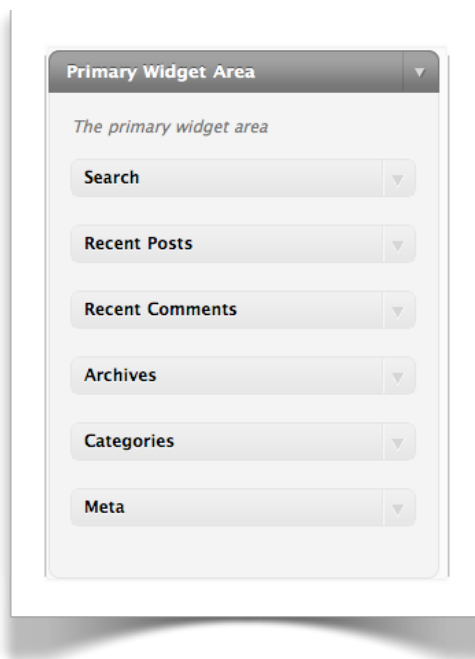 Primary Widget Area
The primary widget area
Search
Recent Posts
Recent Comments
Archives
Categories
Meta